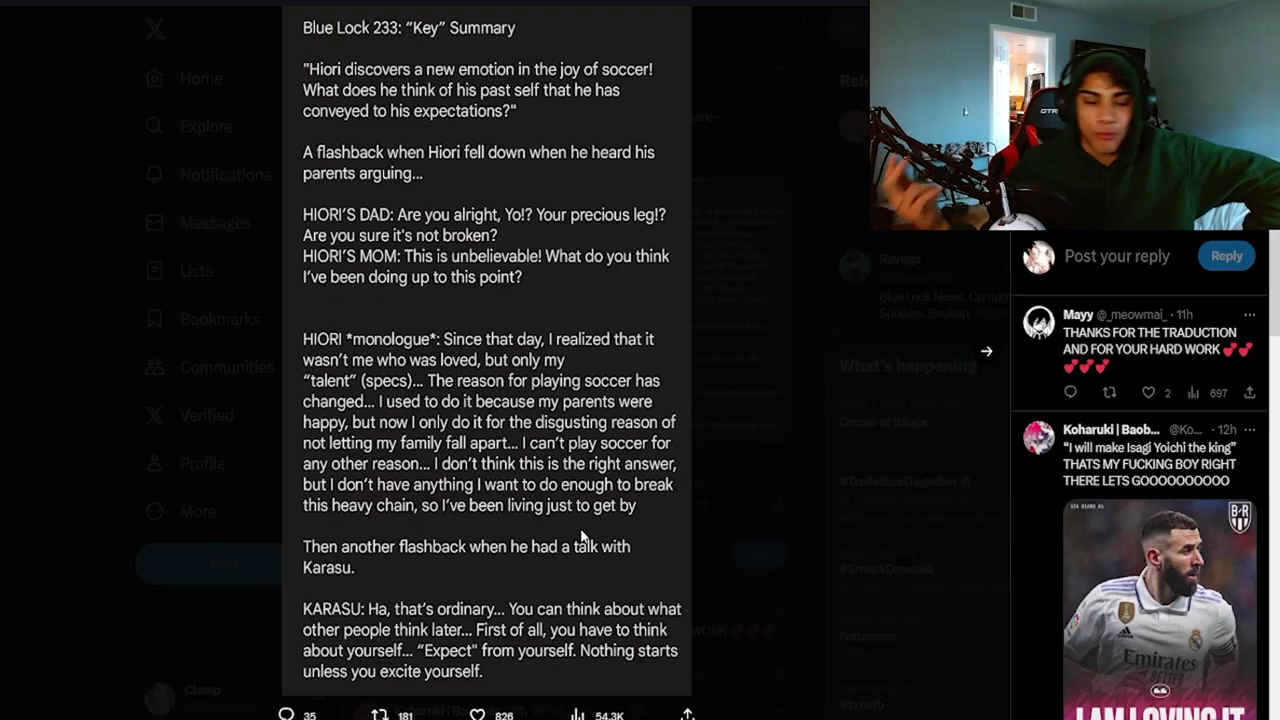 Blue Lock 233: “Key” Summary
"Hiori discovers a new emotion in the joy of soccer!
What does he think of his past self that he has
conveyed to his expectations?"
A flashback when Hiori fell down when he heard his
parents arguing...
HIORI’S DAD: Are you alright, Yo!? Your precious leg!?
Are you sure it's not broken?
HIORI’S MOM: This is unbelievable! What do you think
I’ve been doing up to this point?
HIORI *monologue*: Since that day, I realized that it
wasn’t me who was loved, but only my
“talent” (specs)... The reason for playing soccer has
changed... I used to do it because my parents were
happy, but now I only do it for the disgusting reason of
not letting my family fall apart... I can’t play soccer for
any other reason... I don’t think this is the right answer,
but I don’t have anything I want to do enough to break
this heavy chain, so I’ve been living just to get by
Then another flashback when he had a talk with
Karasu.
KARASU: Ha, that’s ordinary... You can think about what
other people think later... First of all, you have to think
about yourself... “Expect" from yourself. Nothing starts
unless you excite yourself.
35 181 826 54.3K
Home
Explore
Notifications
Messages
Lists
Bookmarks
Communities
Verified
Profile
More
Post
Clamp
Rayuga
Blue Lock News, Conten
Spoilers, Backup:
What's happening
Dream at Wings
#TrollsBandTogether
#SmackDown
Fetterman
#txhsfb
GTR
Post your reply
Reply
Mayy @_meowmai_ · 11h
THANKS FOR THE TRADUCTION
AND FOR YOUR HARD WORK 💕💕
💕💕💕
2 697
Koharuki | Baob... @Ko... · 12h
“I will make Isagi Yoichi the king”
THATS MY FUCKING BOY RIGHT
THERE LETS GOOOOOOOOOO
B/R
Emirates
I AM LOVING IT